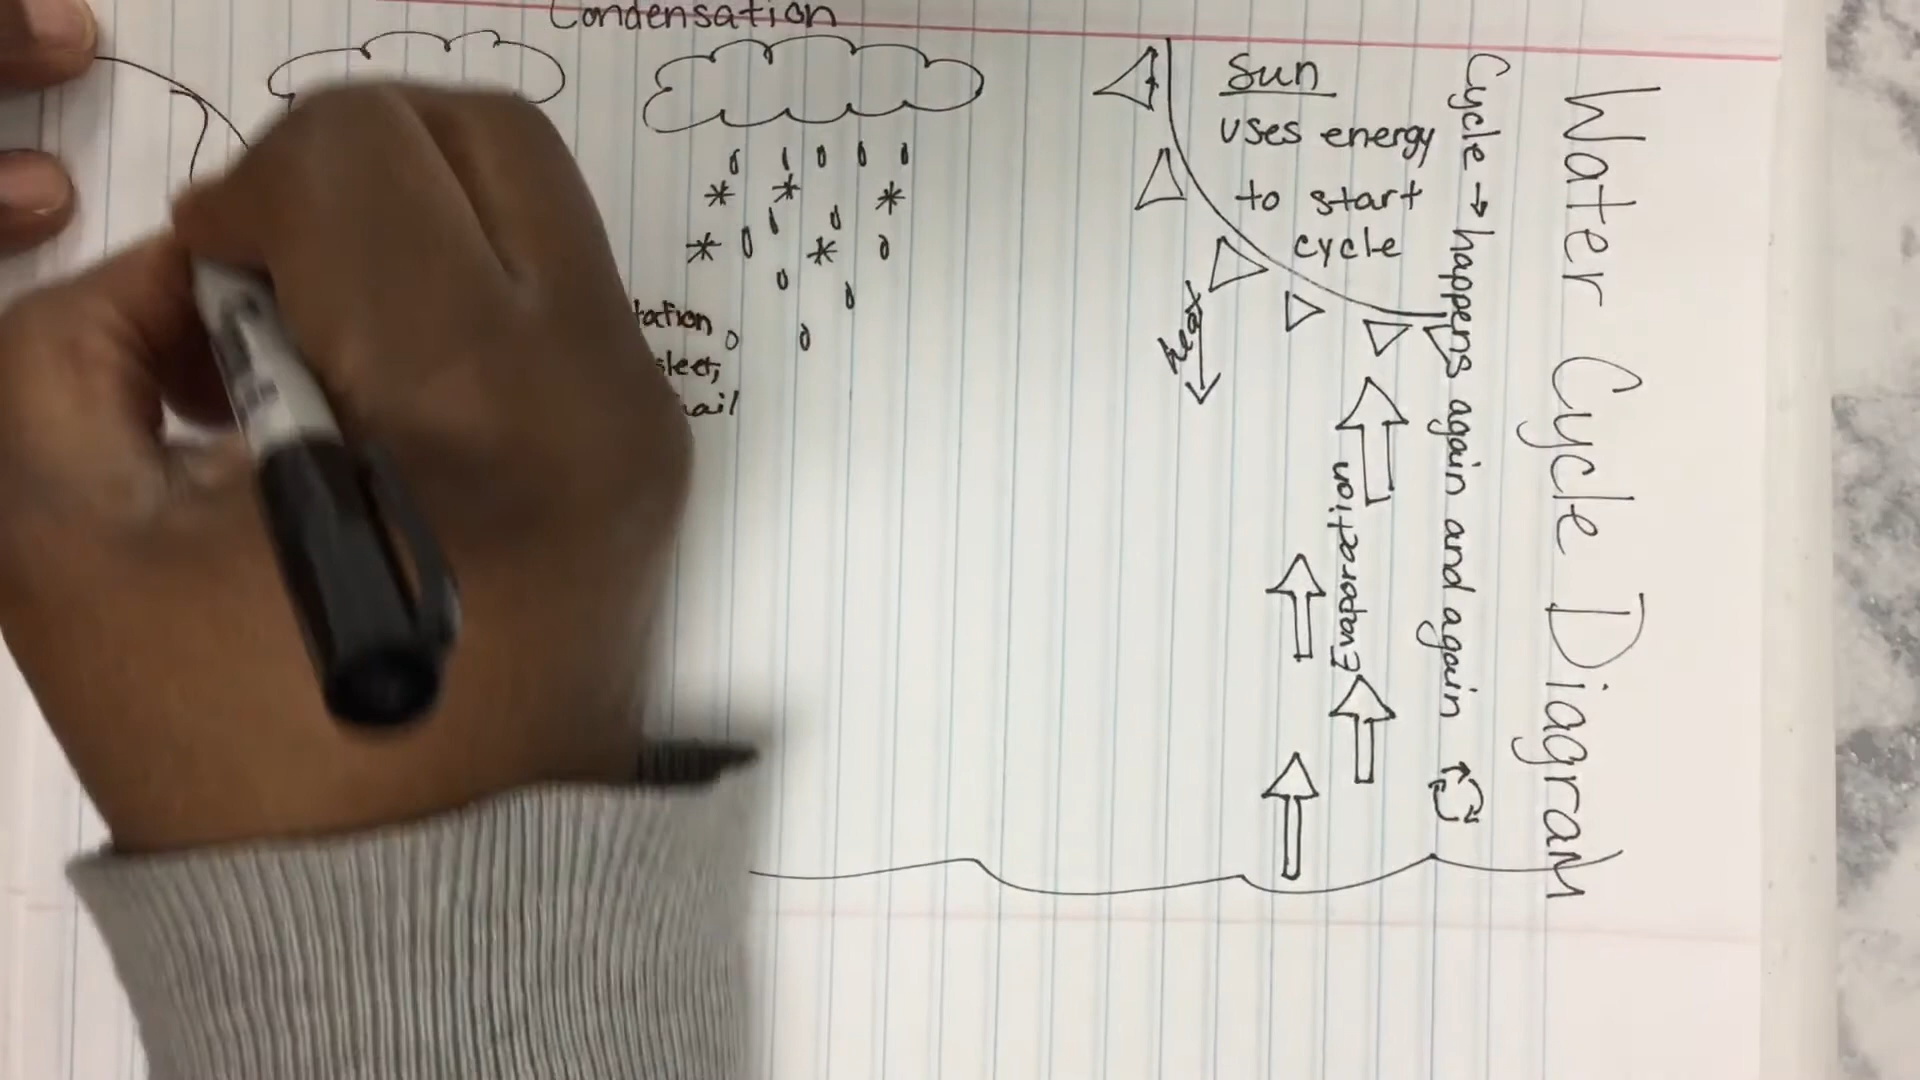 Condensation
Sun
uses energy
to start
cycle
heat
Evaporation
Cycle → happens again and again
Water Cycle Diagram
tation
sleet,
hail